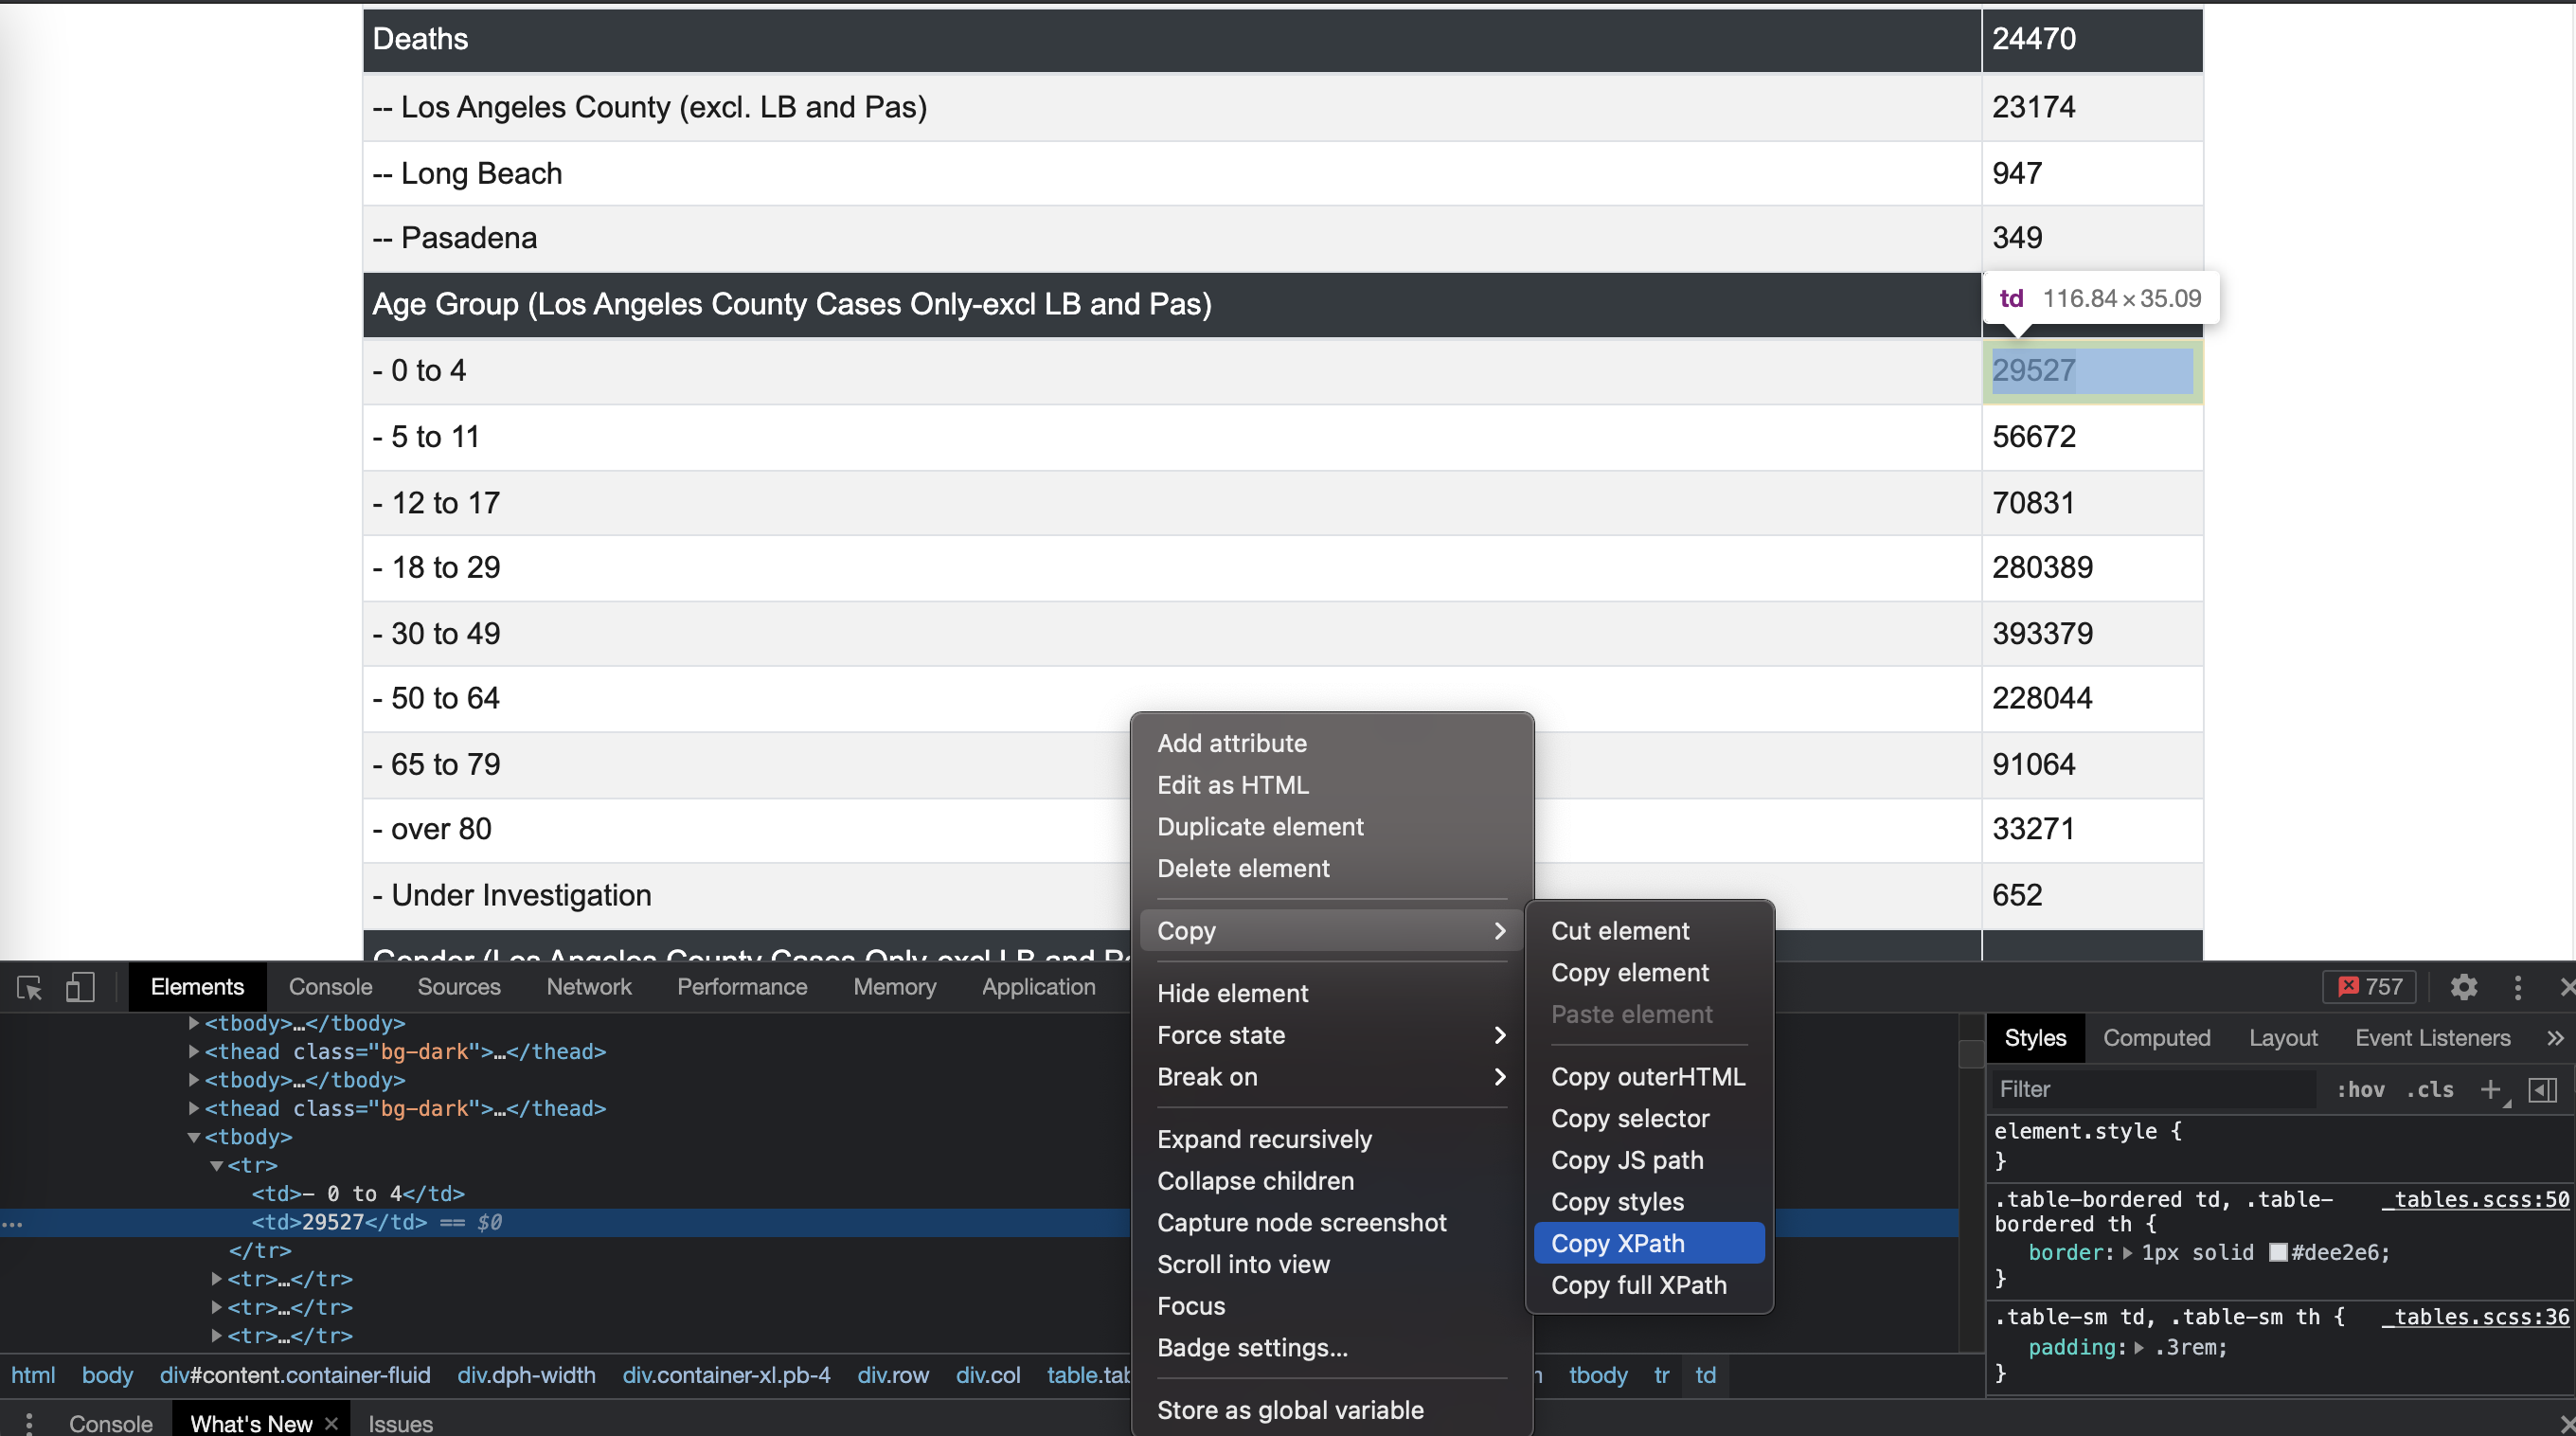 Deaths 24470
-- Los Angeles County (excl. LB and Pas) 23174
-- Long Beach 947
-- Pasadena 349
Age Group (Los Angeles County Cases Only-excl LB and Pas)
td 116.84×35.09
- 0 to 4 29527
- 5 to 11 56672
- 12 to 17 70831
- 18 to 29 280389
- 30 to 49 393379
- 50 to 64 228044
- 65 to 79 91064
- over 80 33271
- Under Investigation 652
Gender (Los Angeles County Cases Only-excl LB and P
Add attribute
Edit as HTML
Duplicate element
Delete element
Copy
Hide element
Force state
Break on
Expand recursively
Collapse children
Capture node screenshot
Scroll into view
Focus
Badge settings...
Store as global variable
Cut element
Copy element
Paste element
Copy outerHTML
Copy selector
Copy JS path
Copy styles
Copy XPath
Copy full XPath
Elements Console Sources Network Performance Memory Application 757
<tbody>…</tbody>
<thead class="bg-dark">…</thead>
<tbody>…</tbody>
<thead class="bg-dark">…</thead>
<tbody>
<tr>
<td>– 0 to 4</td>
… <td>29527</td> == $0
</tr>
<tr>…</tr>
<tr>…</tr>
<tr>…</tr>
html body div#content.container-fluid div.dph-width div.container-xl.pb-4 div.row div.col table.tab tbody tr td
Styles Computed Layout Event Listeners »
Filter :hov .cls +
element.style {
}
.table-bordered td, .table- _tables.scss:50
bordered th {
border: 1px solid #dee2e6;
}
.table-sm td, .table-sm th { _tables.scss:36
padding: .3rem;
}
Console What's New × Issues